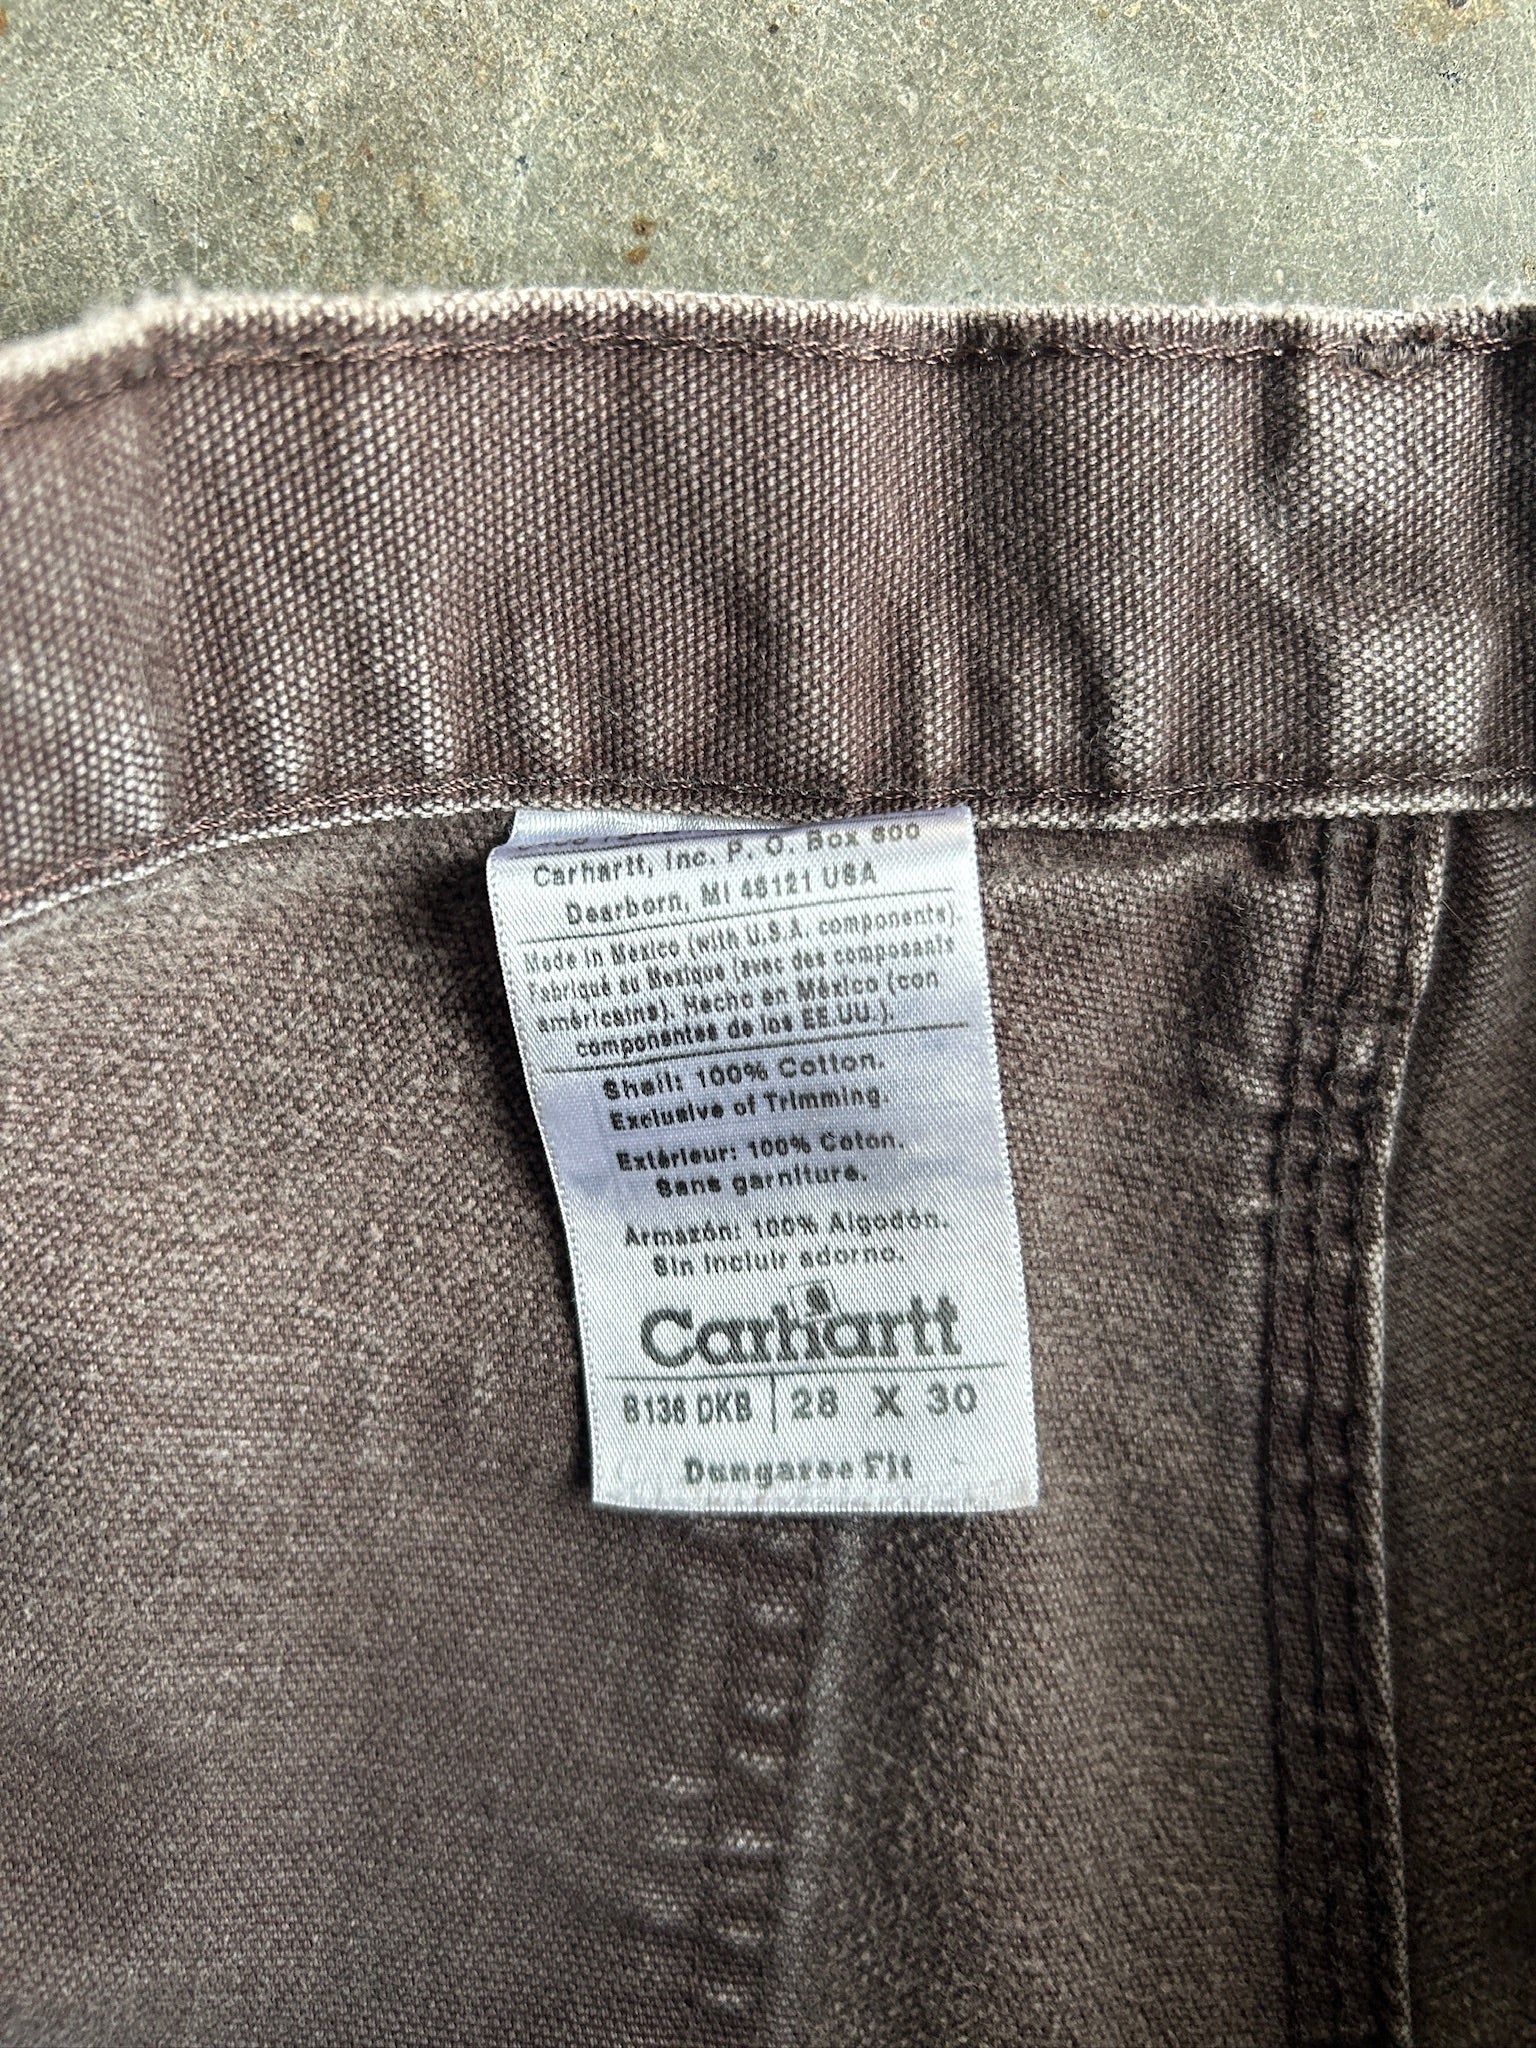 Carhartt, Inc. P. O. Box 600
Dearborn, MI 48121 USA
Made in Mexico (with U.S.A. components).
Fabriqué au Mexique (avec des composants
américains). Hecho en México (con
componentes de los EE.UU.).
Shell: 100% Cotton.
Exclusive of Trimming.
Extérieur: 100% Coton.
Sans garniture.
Armazón: 100% Algodón.
Sin incluir adorno.
Carhartt
B136 DKB | 28 X 30
Dungaree Fit